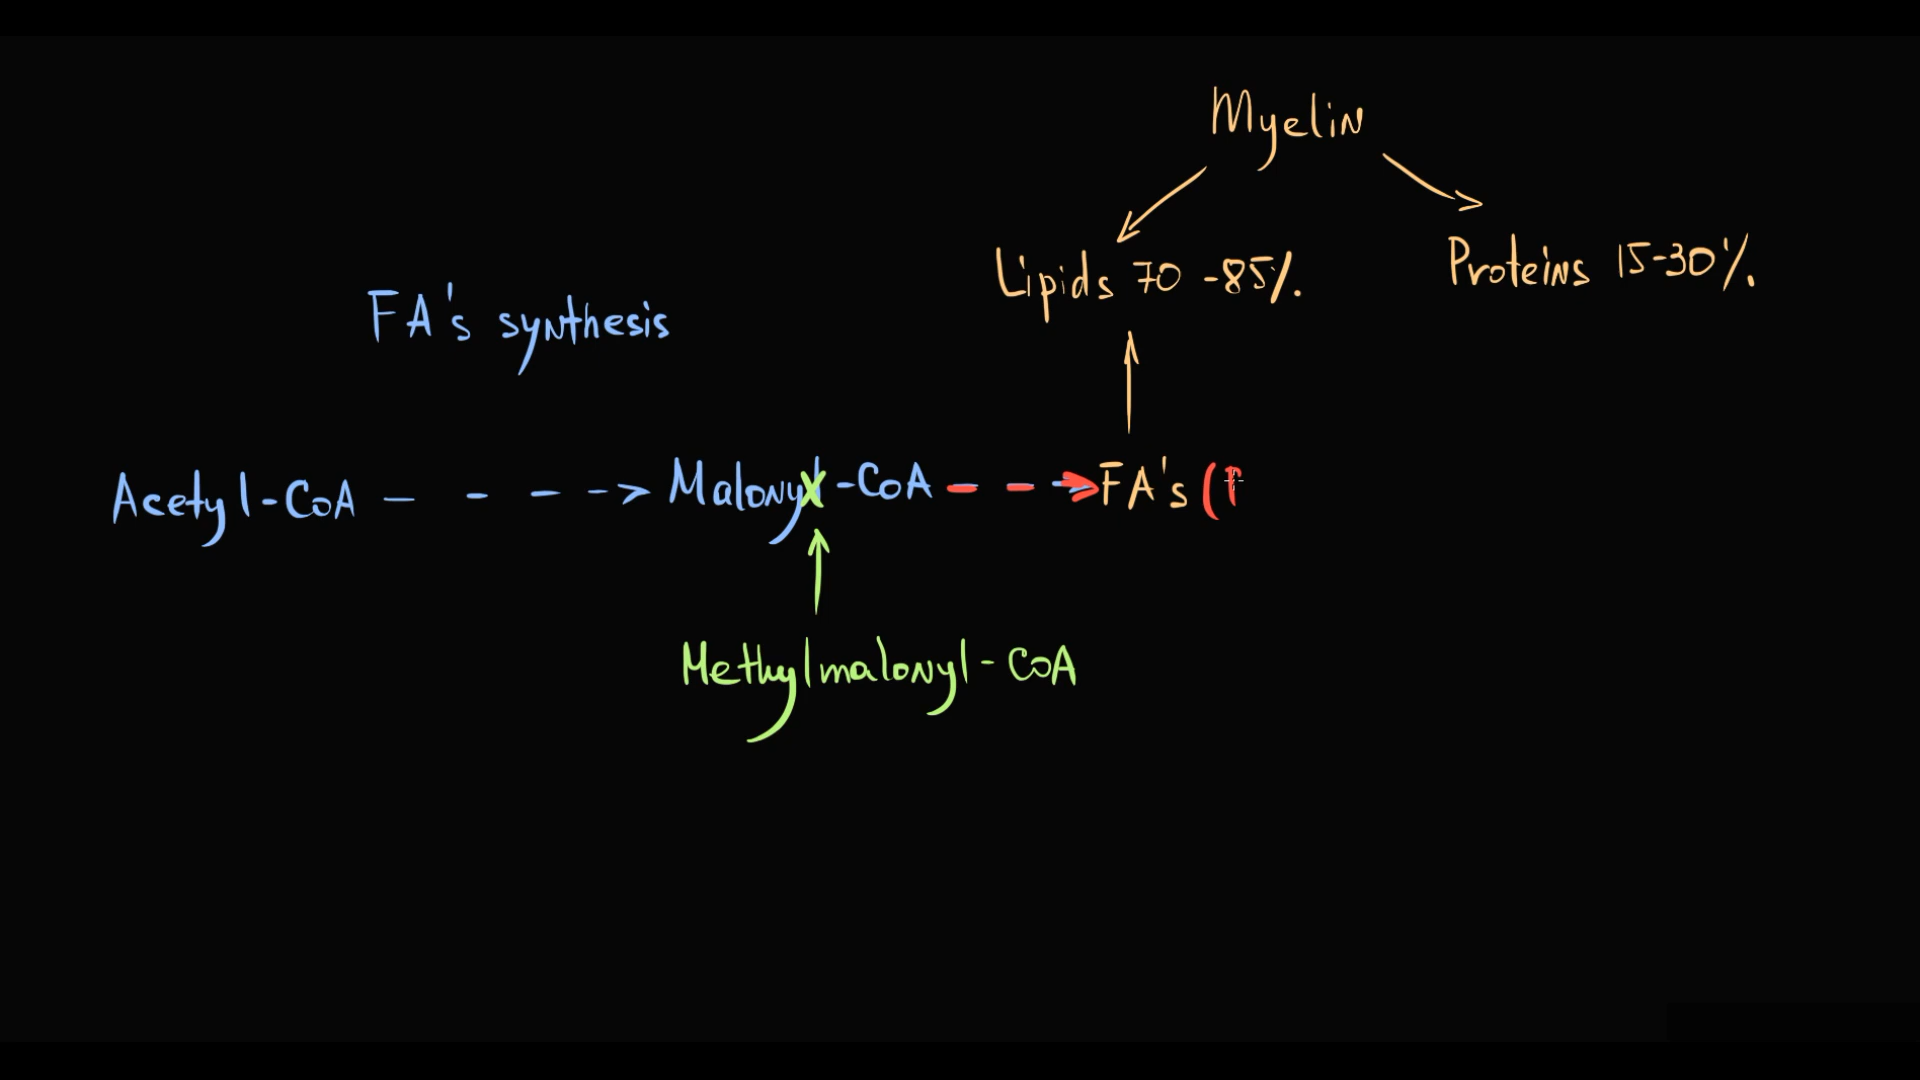 Myelin
Lipids 70-85%.
Proteins 15-30%.
FA's synthesis
Acetyl-CoA - - - -> Malonyl-CoA - - -> FA's (
Methylmalonyl-CoA